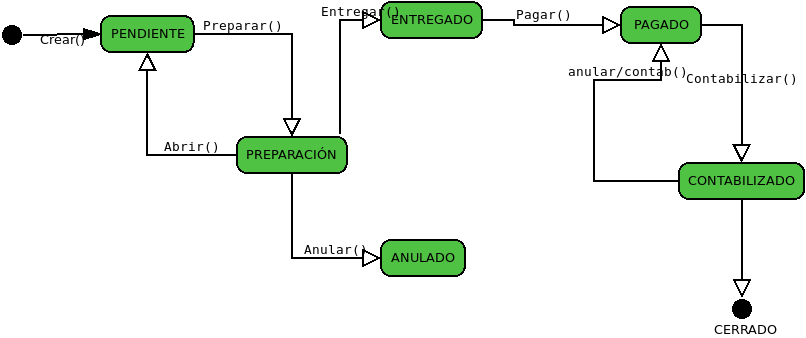 Crear()
PENDIENTE
Preparar()
Entregar()
ENTREGADO
Pagar()
PAGADO
anular/contab()
Contabilizar()
Abrir()
PREPARACIÓN
CONTABILIZADO
Anular()
ANULADO
CERRADO